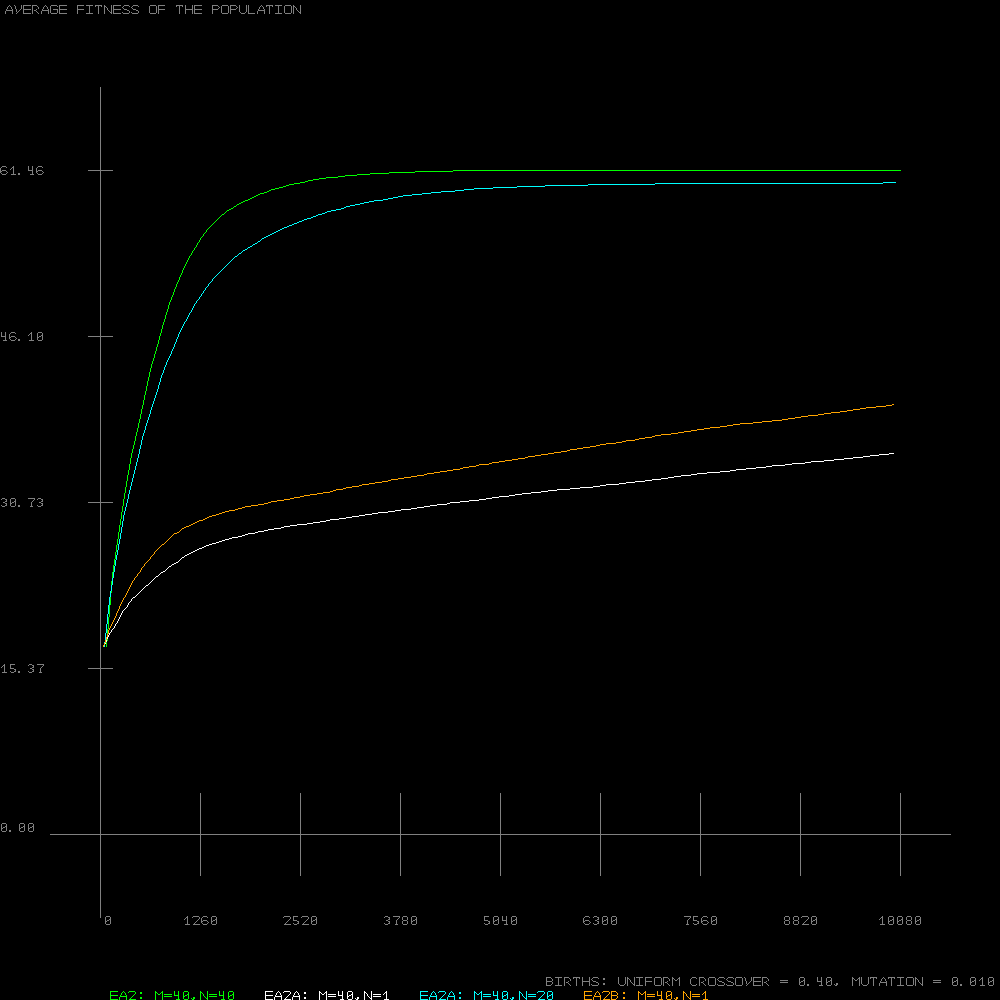 AVERAGE FITNESS OF THE POPULATION
61.46
46.10
30.73
15.37
0.00
0 1260 2520 3780 5040 6300 7560 8820 10080
BIRTHS: UNIFORM CROSSOVER = 0.40, MUTATION = 0.010
EA2: M=40,N=40 EA2A: M=40,N=1 EA2A: M=40,N=20 EA2B: M=40,N=1